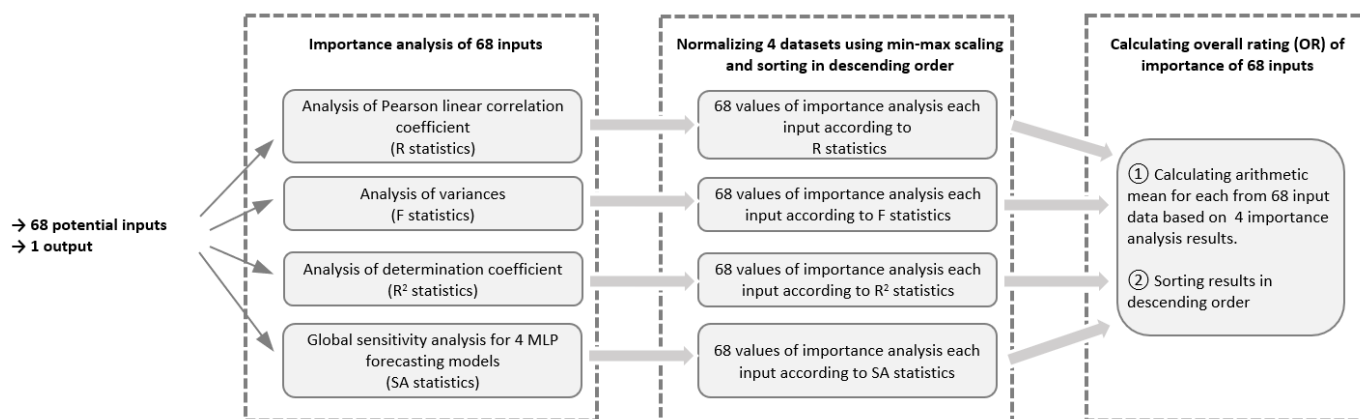 → 68 potential inputs
→ 1 output
Importance analysis of 68 inputs
Analysis of Pearson linear correlation
coefficient
(R statistics)
Analysis of variances
(F statistics)
Analysis of determination coefficient
(R² statistics)
Global sensitivity analysis for 4 MLP
forecasting models
(SA statistics)
Normalizing 4 datasets using min-max scaling
and sorting in descending order
68 values of importance analysis each
input according to
R statistics
68 values of importance analysis each
input according to F statistics
68 values of importance analysis each
input according to R² statistics
68 values of importance analysis each
input according to SA statistics
Calculating overall rating (OR) of
importance of 68 inputs
① Calculating arithmetic
mean for each from 68 input
data based on 4 importance
analysis results.
② Sorting results in
descending order